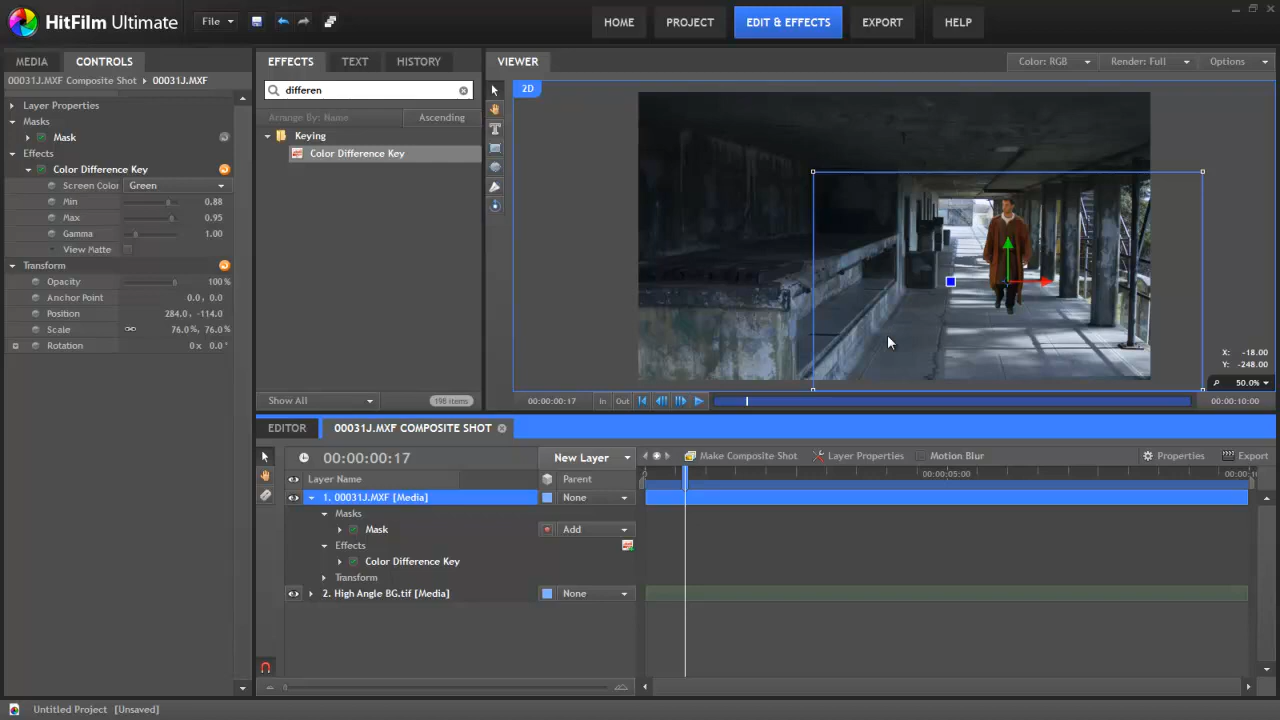 HitFilm Ultimate
File
HOME
PROJECT
EDIT & EFFECTS
EXPORT
HELP
MEDIA
CONTROLS
00031J.MXF Composite Shot
00031J.MXF
Layer Properties
Masks
Mask
Effects
Color Difference Key
Screen Color
Green
Min
0.88
Max
0.95
Gamma
1.00
View Matte
Transform
Opacity
100%
Anchor Point
0.0, 0.0
Position
284.0, -114.0
Scale
76.0%, 76.0%
Rotation
0 x 0.0°
EFFECTS
TEXT
HISTORY
differen
Arrange By: Name
Ascending
Keying
Color Difference Key
Show All
198 items
VIEWER
Color: RGB
Render: Full
Options
2D
X: -18.00
Y: -248.00
50.0%
00:00:00:17
In
Out
00:00:10:00
EDITOR
00031J.MXF COMPOSITE SHOT
00:00:00:17
New Layer
Make Composite Shot
Layer Properties
Motion Blur
Properties
Export
Layer Name
Parent
00:00:05:00
1. 00031J.MXF [Media]
None
Masks
Mask
Add
Effects
Color Difference Key
Transform
2. High Angle BG.tif [Media]
None
Untitled Project [Unsaved]